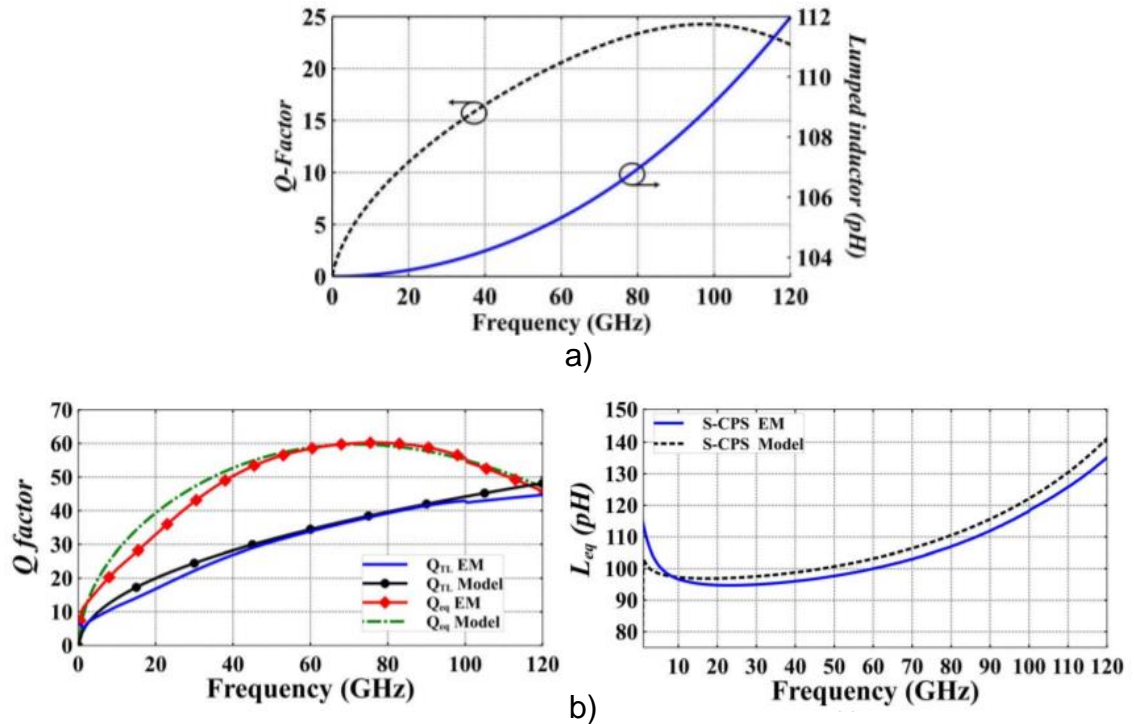 25
20
15
10
5
0
Q-Factor
112
110
108
106
104
Lumped inductor (pH)
0 20 40 60 80 100 120
Frequency (GHz)
a)
70
60
50
40
30
20
10
0
Q factor
Q_TL EM
Q_TL Model
Q_eq EM
Q_eq Model
0 20 40 60 80 100 120
Frequency (GHz)
150
140
130
120
110
100
90
80
L_eq (pH)
S-CPS EM
S-CPS Model
10 20 30 40 50 60 70 80 90 100 110 120
Frequency (GHz)
b)